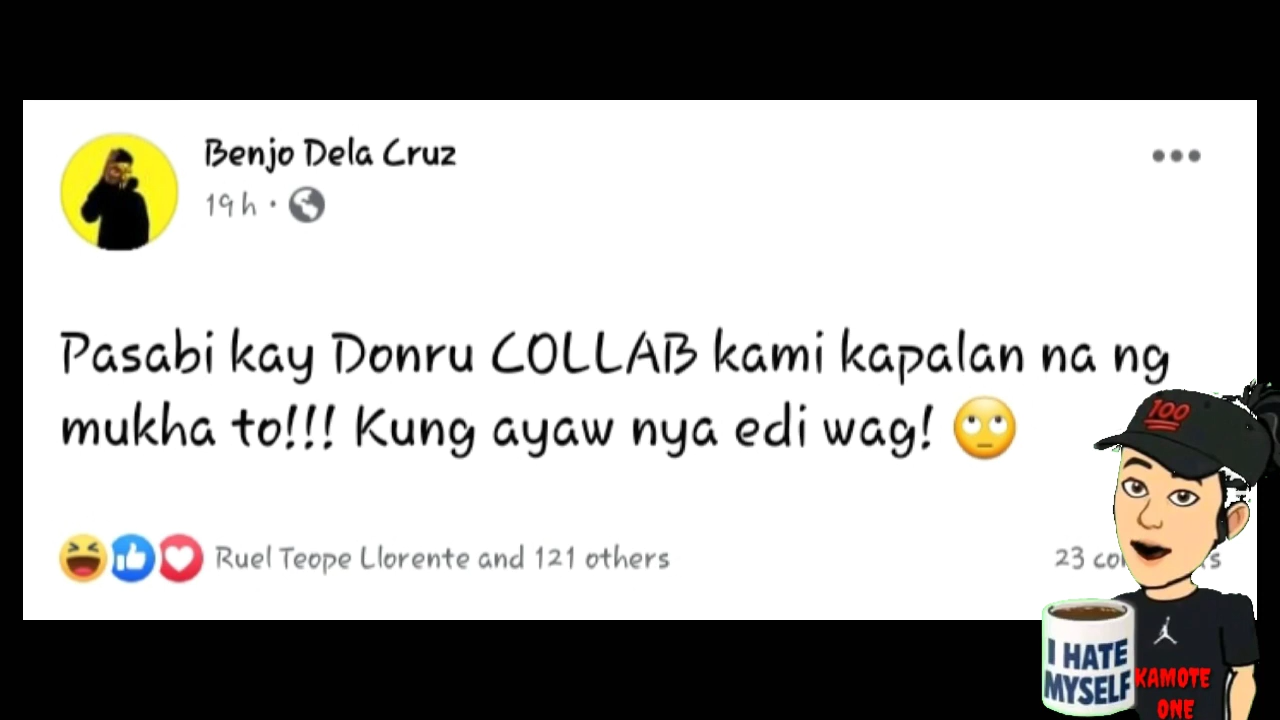 Benjo Dela Cruz
19 h ·
Pasabi kay Donru COLLAB kami kapalan na ng
mukha to!!! Kung ayaw nya edi wag!
Ruel Teope Llorente and 121 others
23
100
I HATE
MYSELF
KAMOTE
ONE